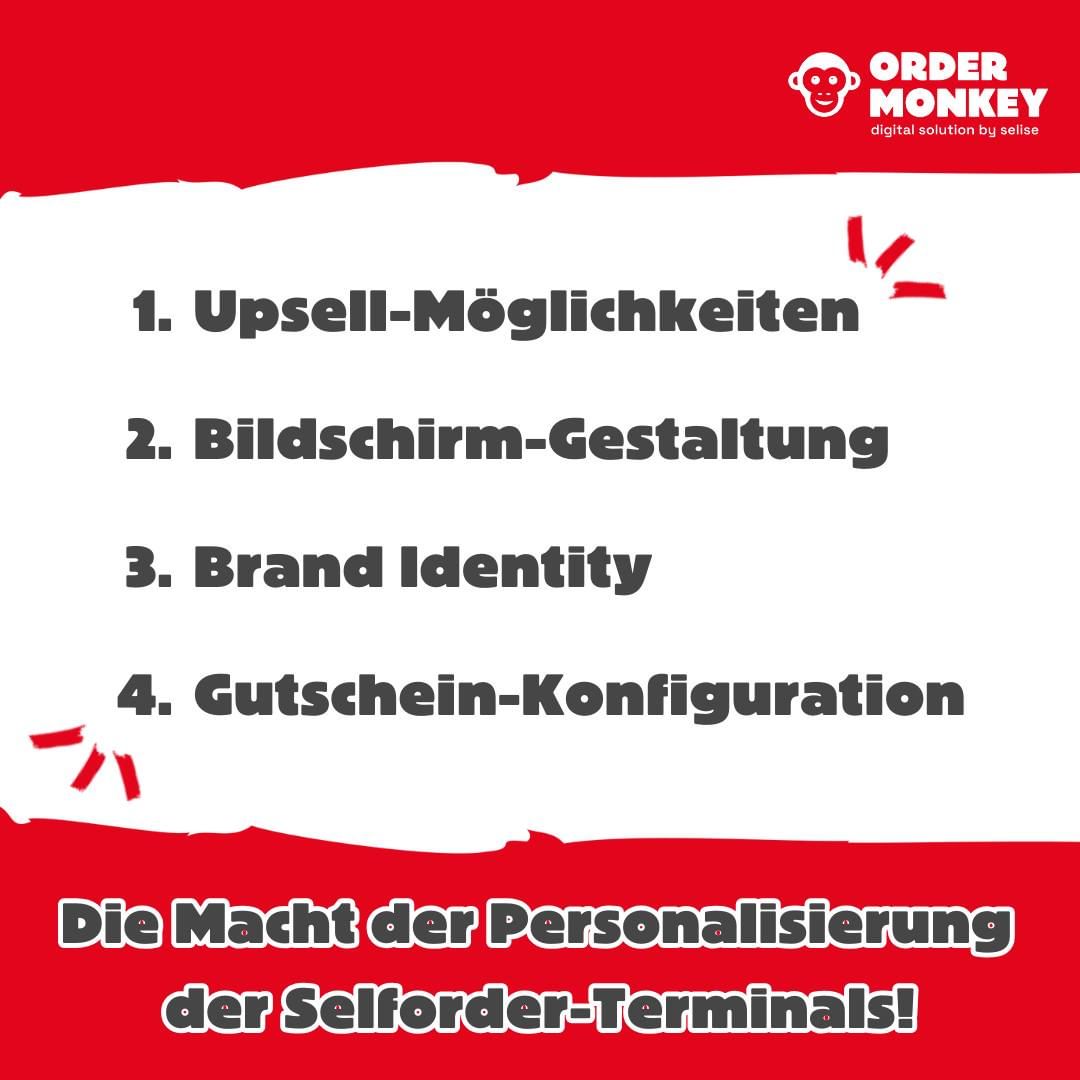 ORDER
MONKEY
digital solution by selise
1. Upsell-Möglichkeiten
2. Bildschirm-Gestaltung
3. Brand Identity
4. Gutschein-Konfiguration
Die Macht der Personalisierung
der Selforder-Terminals!